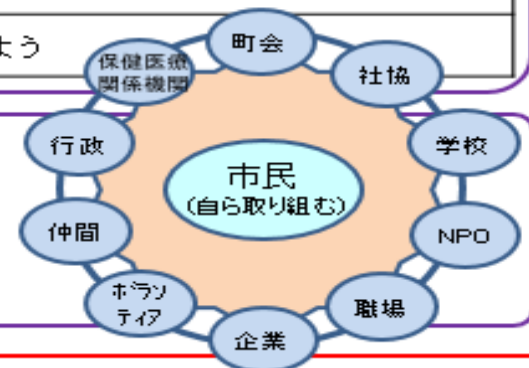 よう
町会
保健医療
関係機関
社協
行政
学校
市民
(自ら取り組む)
仲間
NPO
ボラン
ティア
職場
企業